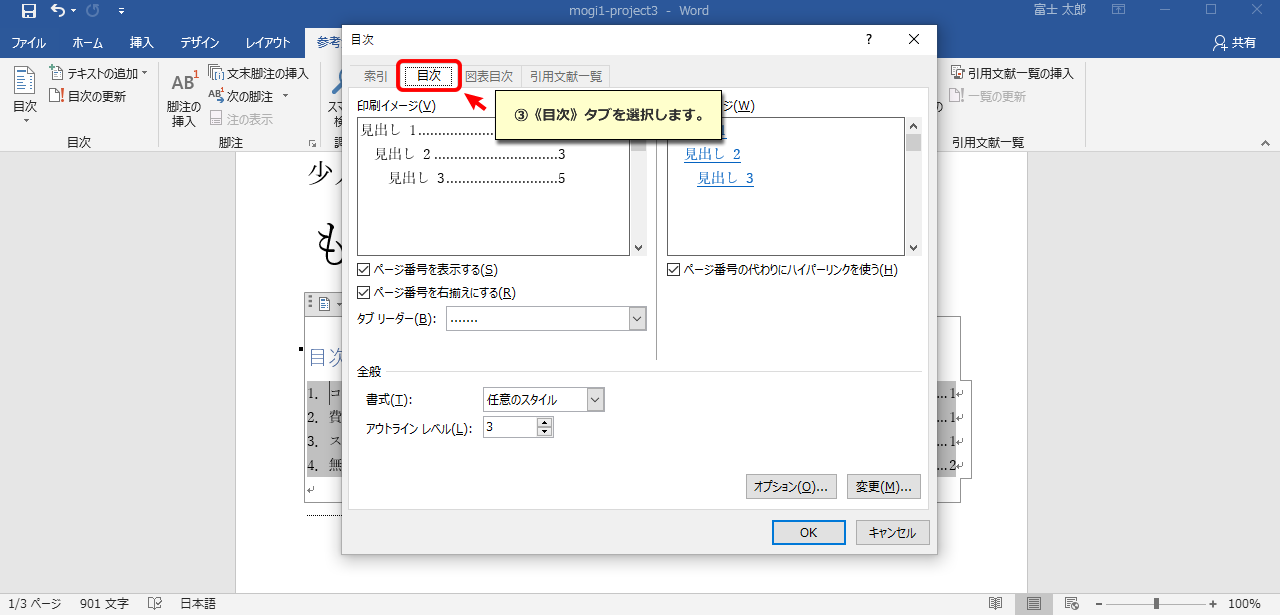 mogi1-project3 - Word
富士 太郎
ファイル
ホーム
挿入
デザイン
レイアウト
参考
共有
目次
テキストの追加
目次の更新
目次
AB1
脚注の
挿入
文末脚注の挿入
次の脚注
注の表示
脚注
引用文献一覧の挿入
一覧の更新
引用文献一覧
目次
?
索引
目次
図表目次
引用文献一覧
③《目次》タブを選択します。
印刷イメージ(V)
見出し 1
見出し 2..............................3
見出し 3............................5
(W)
見出し 2
見出し 3
ページ番号を表示する(S)
ページ番号を右揃えにする(R)
タブ リーダー(B):
.......
ページ番号の代わりにハイパーリンクを使う(H)
全般
書式(T):
任意のスタイル
アウトライン レベル(L):
3
オプション(O)...
変更(M)...
OK
キャンセル
少
も
目次
1. コ ...1
2. 費 ...1
3. ス ...1
4. 無 ...2
1/3 ページ
901 文字
日本語
100%